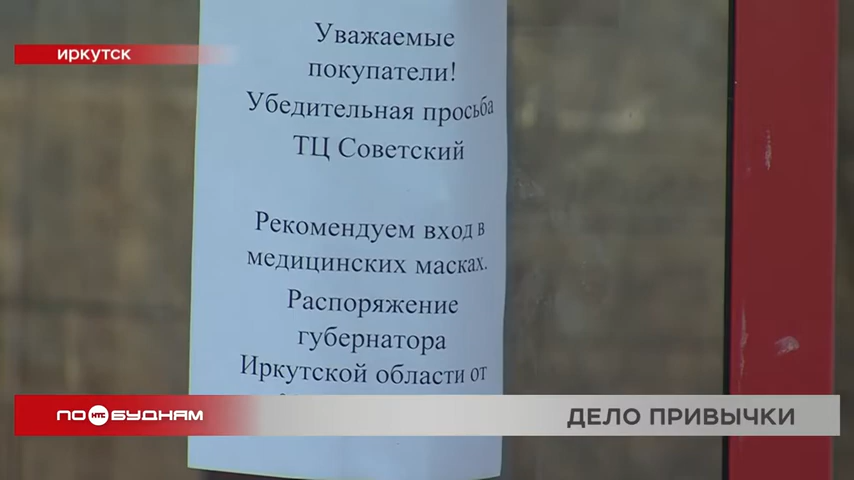 иркутск
Уважаемые
покупатели!
Убедительная просьба
ТЦ Советский
Рекомендуем вход в
медицинских масках.
Распоряжение
губернатора
Иркутской области от
ПО НТС БУДНЯМ
ДЕЛО ПРИВЫЧКИ